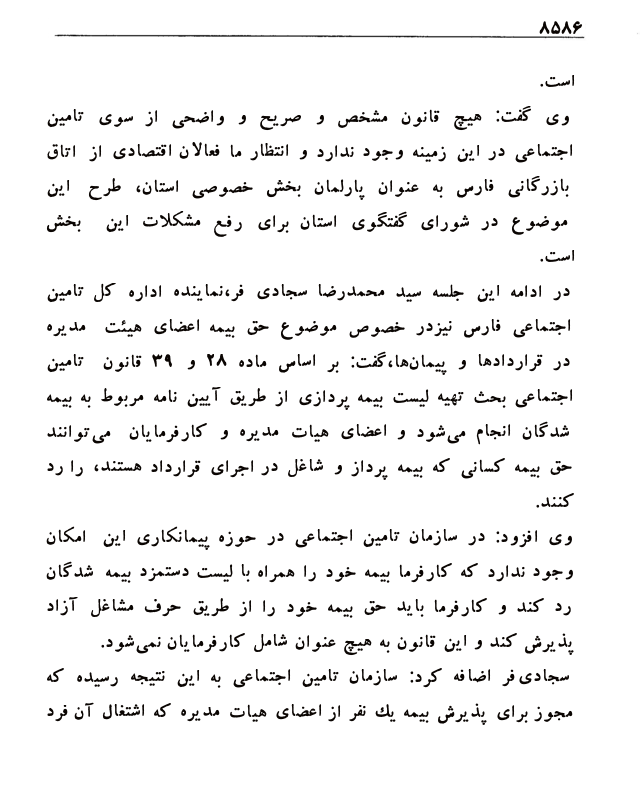 ۸۵۸۶
است.
وی گفت: هیچ قانون مشخص و صریح و واضحی از سوی تامین
اجتماعی در این زمینه وجود ندارد و انتظار ما فعالان اقتصادی از اتاق
بازرگانی فارس به عنوان پارلمان بخش خصوصی استان، طرح این
موضوع در شورای گفتگوی استان برای رفع مشکلات این بخش
است.
در ادامه این جلسه سید محمدرضا سجادی فر،نماینده اداره کل تامین
اجتماعی فارس نیزدر خصوص موضوع حق بیمه اعضای هیئت مدیره
در قراردادها و پیمان‌ها،گفت: بر اساس ماده ۲۸ و ۳۹ قانون تامین
اجتماعی بحث تهیه لیست بیمه پردازی از طریق آیین نامه مربوط به بیمه
شدگان انجام می‌شود و اعضای هیات مدیره و کارفرمایان می‌توانند
حق بیمه کسانی که بیمه پرداز و شاغل در اجرای قرارداد هستند، را رد
کنند.
وی افزود: در سازمان تامین اجتماعی در حوزه پیمانکاری این امکان
وجود ندارد که کارفرما بیمه خود را همراه با لیست دستمزد بیمه شدگان
رد کند و کارفرما باید حق بیمه خود را از طریق حرف مشاغل آزاد
پذیرش کند و این قانون به هیچ عنوان شامل کارفرمایان نمی‌شود.
سجادی‌فر اضافه کرد: سازمان تامین اجتماعی به این نتیجه رسیده که
مجوز برای پذیرش بیمه یك نفر از اعضای هیات مدیره که اشتغال آن فرد